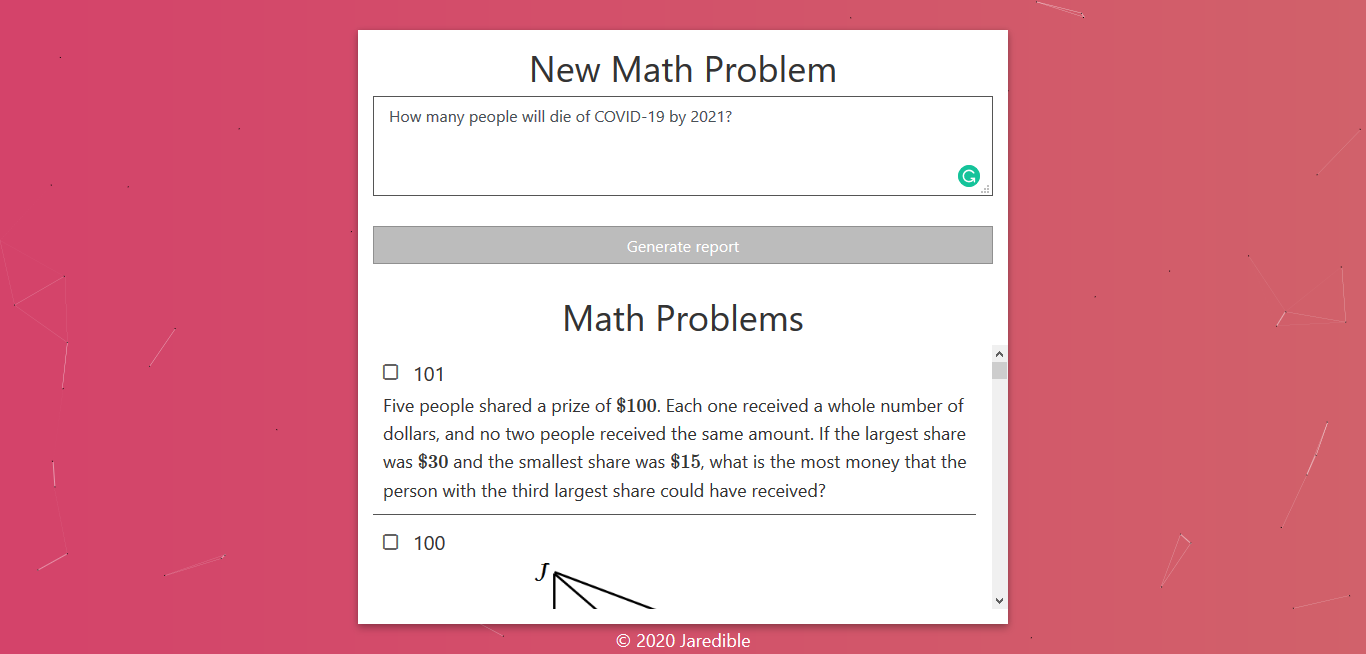 New Math Problem
How many people will die of COVID-19 by 2021?
Generate report
Math Problems
101
Five people shared a prize of $100. Each one received a whole number of
dollars, and no two people received the same amount. If the largest share
was $30 and the smallest share was $15, what is the most money that the
person with the third largest share could have received?
100
J
© 2020 Jaredible